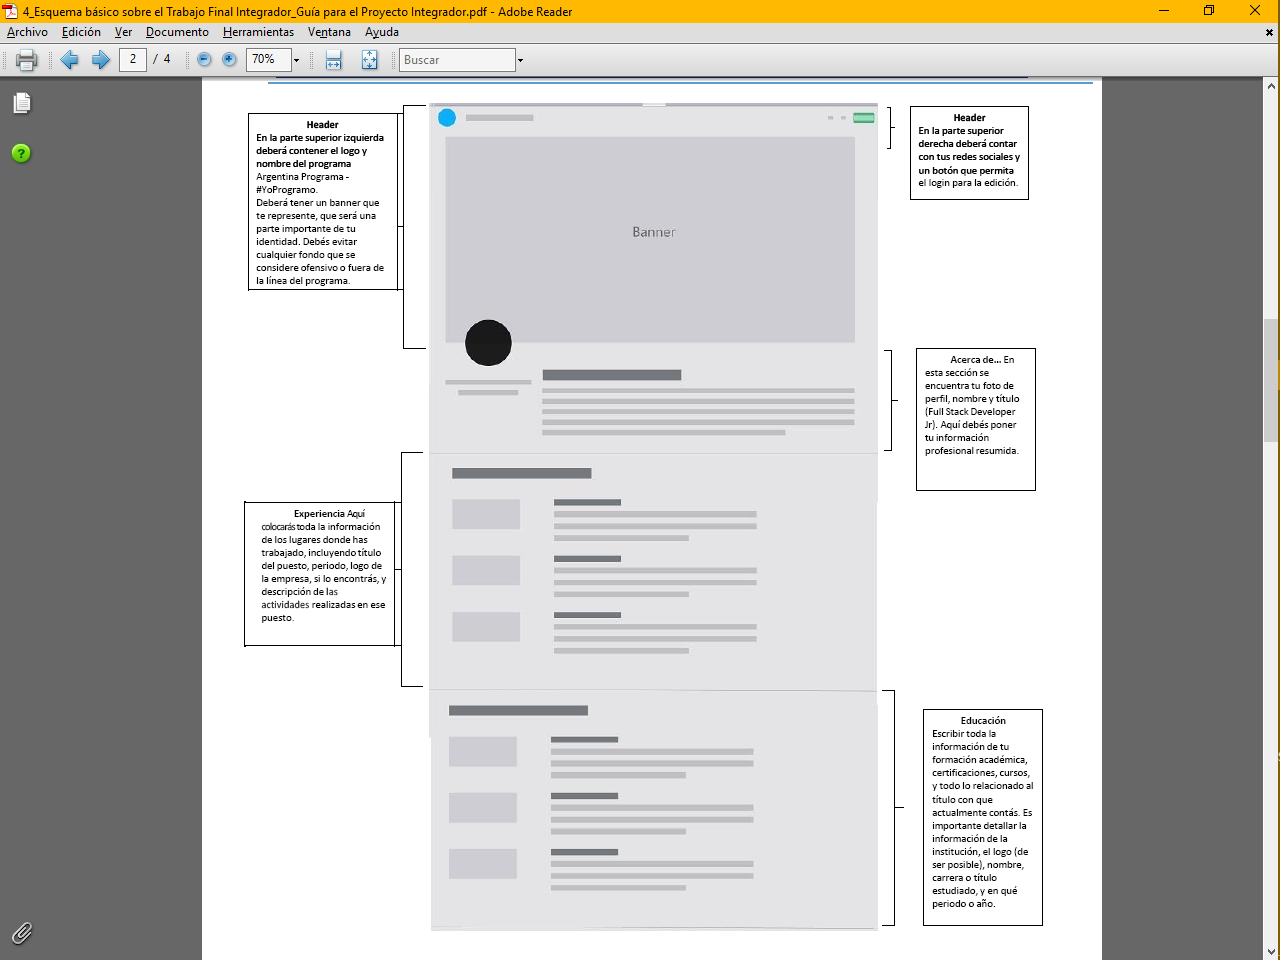 4_Esquema básico sobre el Trabajo Final Integrador_Guía para el Proyecto Integrador.pdf - Adobe Reader
Archivo Edición Ver Documento Herramientas Ventana Ayuda
2 / 4 70% Buscar
Header
En la parte superior izquierda
deberá contener el logo y
nombre del programa
Argentina Programa -
#YoProgramo.
Deberá tener un banner que
te represente, que será una
parte importante de tu
identidad. Debés evitar
cualquier fondo que se
considere ofensivo o fuera de
la línea del programa.
Header
En la parte superior
derecha deberá contar
con tus redes sociales y
un botón que permita
el login para la edición.
Banner
Acerca de... En
esta sección se
encuentra tu foto de
perfil, nombre y título
(Full Stack Developer
Jr). Aquí debés poner
tu información
profesional resumida.
Experiencia Aquí
colocarás toda la información
de los lugares donde has
trabajado, incluyendo título
del puesto, periodo, logo de
la empresa, si lo encontrás, y
descripción de las
actividades realizadas en ese
puesto.
Educación
Escribir toda la
información de tu
formación académica,
certificaciones, cursos,
y todo lo relacionado al
título con que
actualmente contás. Es
importante detallar la
información de la
institución, el logo (de
ser posible), nombre,
carrera o título
estudiado, y en qué
periodo o año.